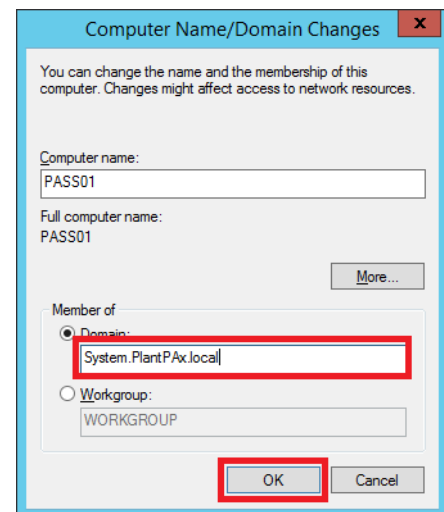 Computer Name/Domain Changes
x
You can change the name and the membership of this
computer. Changes might affect access to network resources.
Computer name:
PASS01
Full computer name:
PASS01
More...
Member of
Domain:
System.PlantPAx.local
Workgroup:
WORKGROUP
OK Cancel